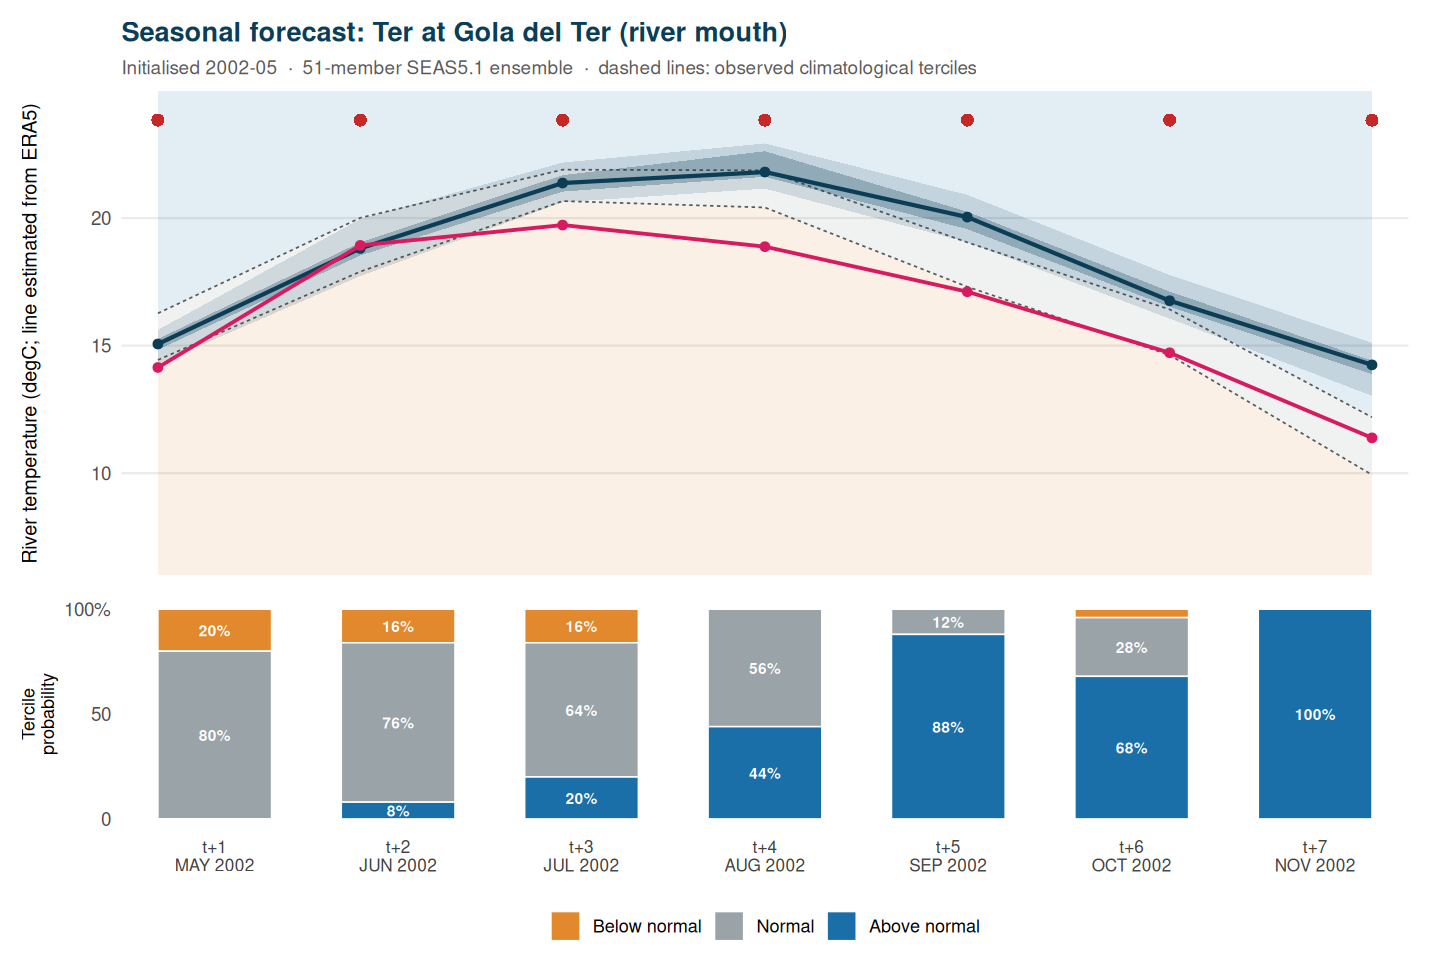 Seasonal forecast: Ter at Gola del Ter (river mouth)
Initialised 2002-05 · 51-member SEAS5.1 ensemble · dashed lines: observed climatological terciles
River temperature (degC; line estimated from ERA5)
20
15
10
Tercile
probability
100%
50
0
20%
80%
16%
76%
8%
16%
64%
20%
56%
44%
12%
88%
28%
68%
100%
t+1
MAY 2002
t+2
JUN 2002
t+3
JUL 2002
t+4
AUG 2002
t+5
SEP 2002
t+6
OCT 2002
t+7
NOV 2002
Below normal
Normal
Above normal